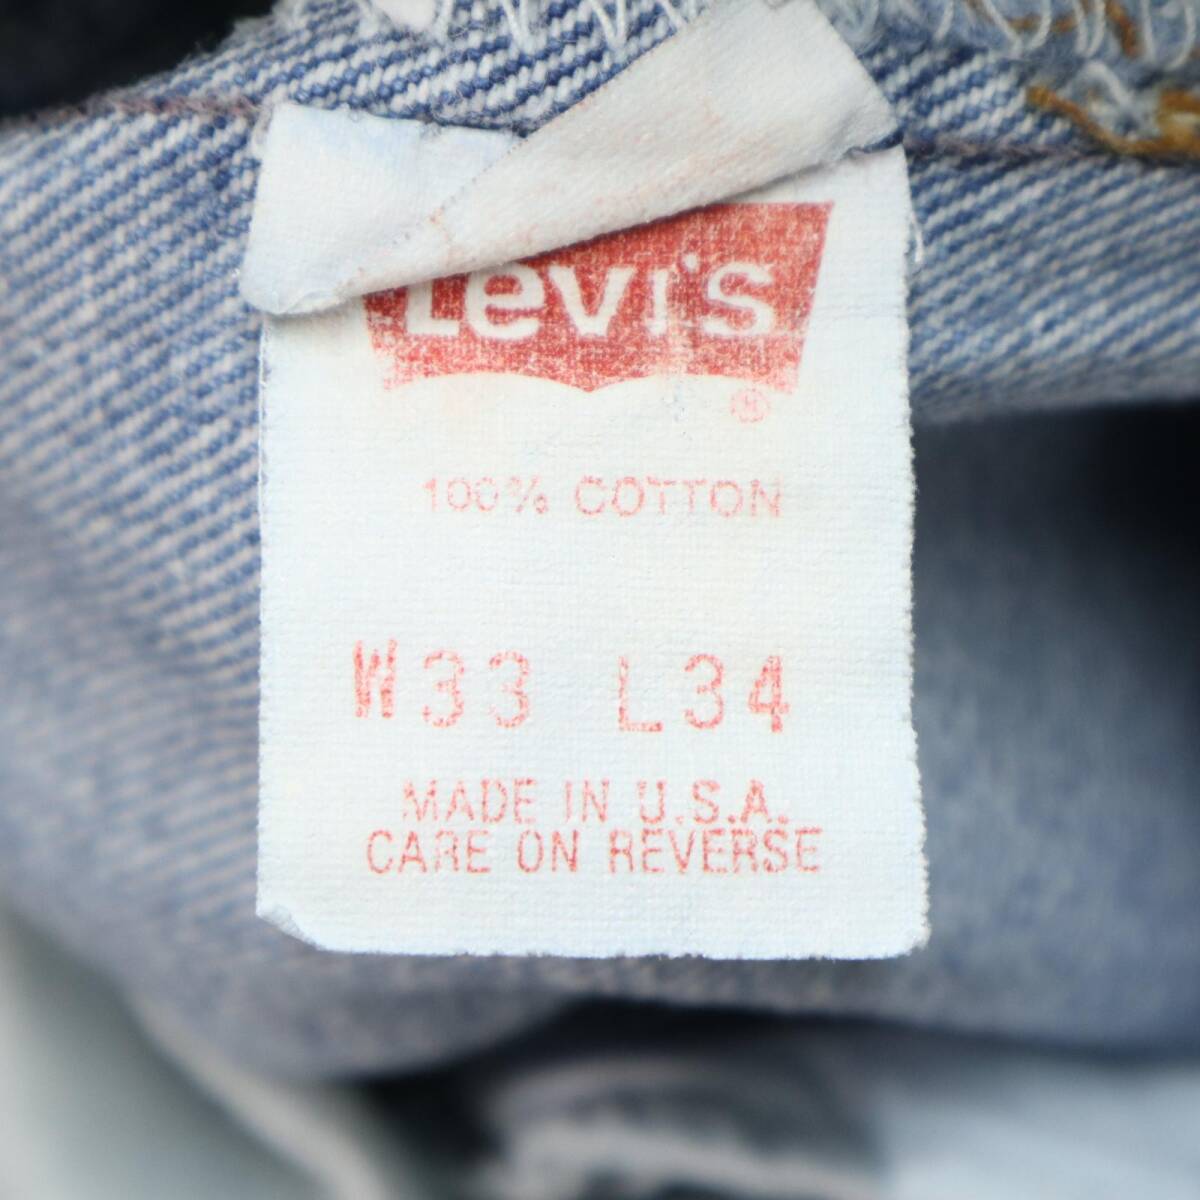 Levi's
®
100% COTTON
W33 L34
MADE IN U.S.A.
CARE ON REVERSE